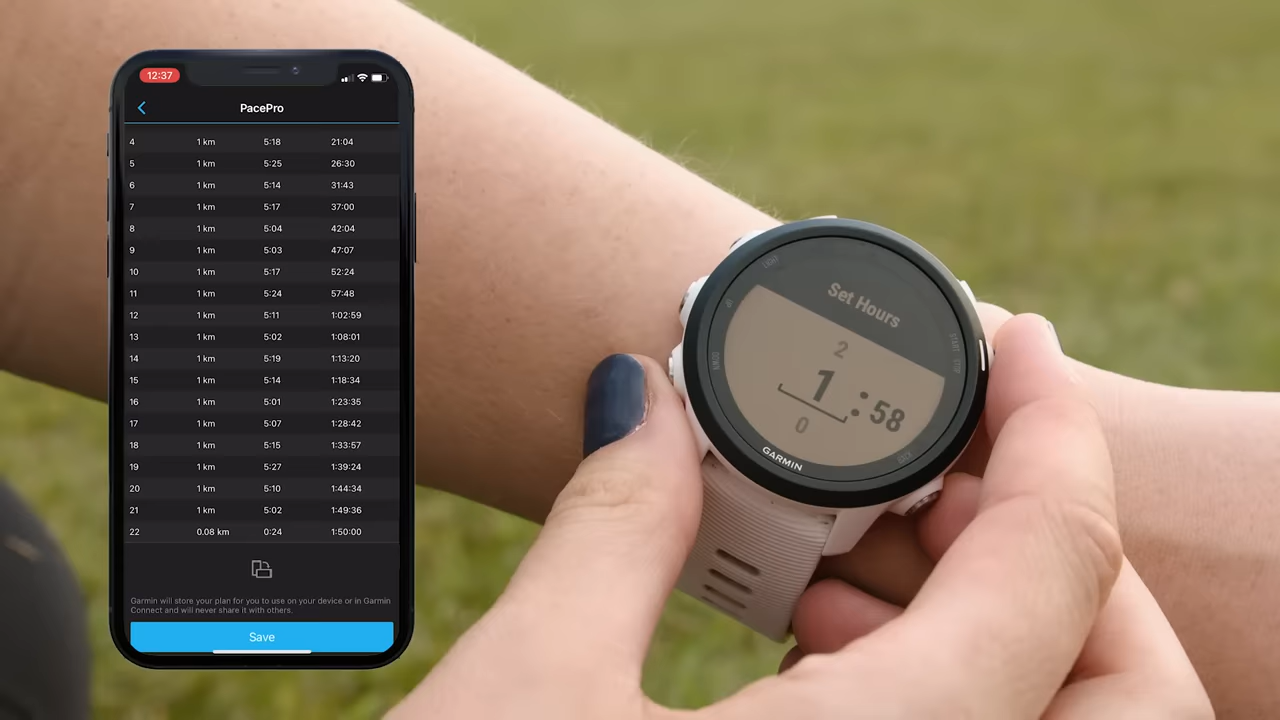 12:37
PacePro
4 1 km 5:18 21:04
5 1 km 5:25 26:30
6 1 km 5:14 31:43
7 1 km 5:17 37:00
8 1 km 5:04 42:04
9 1 km 5:03 47:07
10 1 km 5:17 52:24
11 1 km 5:24 57:48
12 1 km 5:11 1:02:59
13 1 km 5:02 1:08:01
14 1 km 5:19 1:13:20
15 1 km 5:14 1:18:34
16 1 km 5:01 1:23:35
17 1 km 5:07 1:28:42
18 1 km 5:15 1:33:57
19 1 km 5:27 1:39:24
20 1 km 5:10 1:44:34
21 1 km 5:02 1:49:36
22 0.08 km 0:24 1:50:00
Garmin will store your plan for you to use on your device or in Garmin
Connect and will never share it with others.
Save
LIGHT
START STOP
Set Hours
2
1 : 58
0
GARMIN